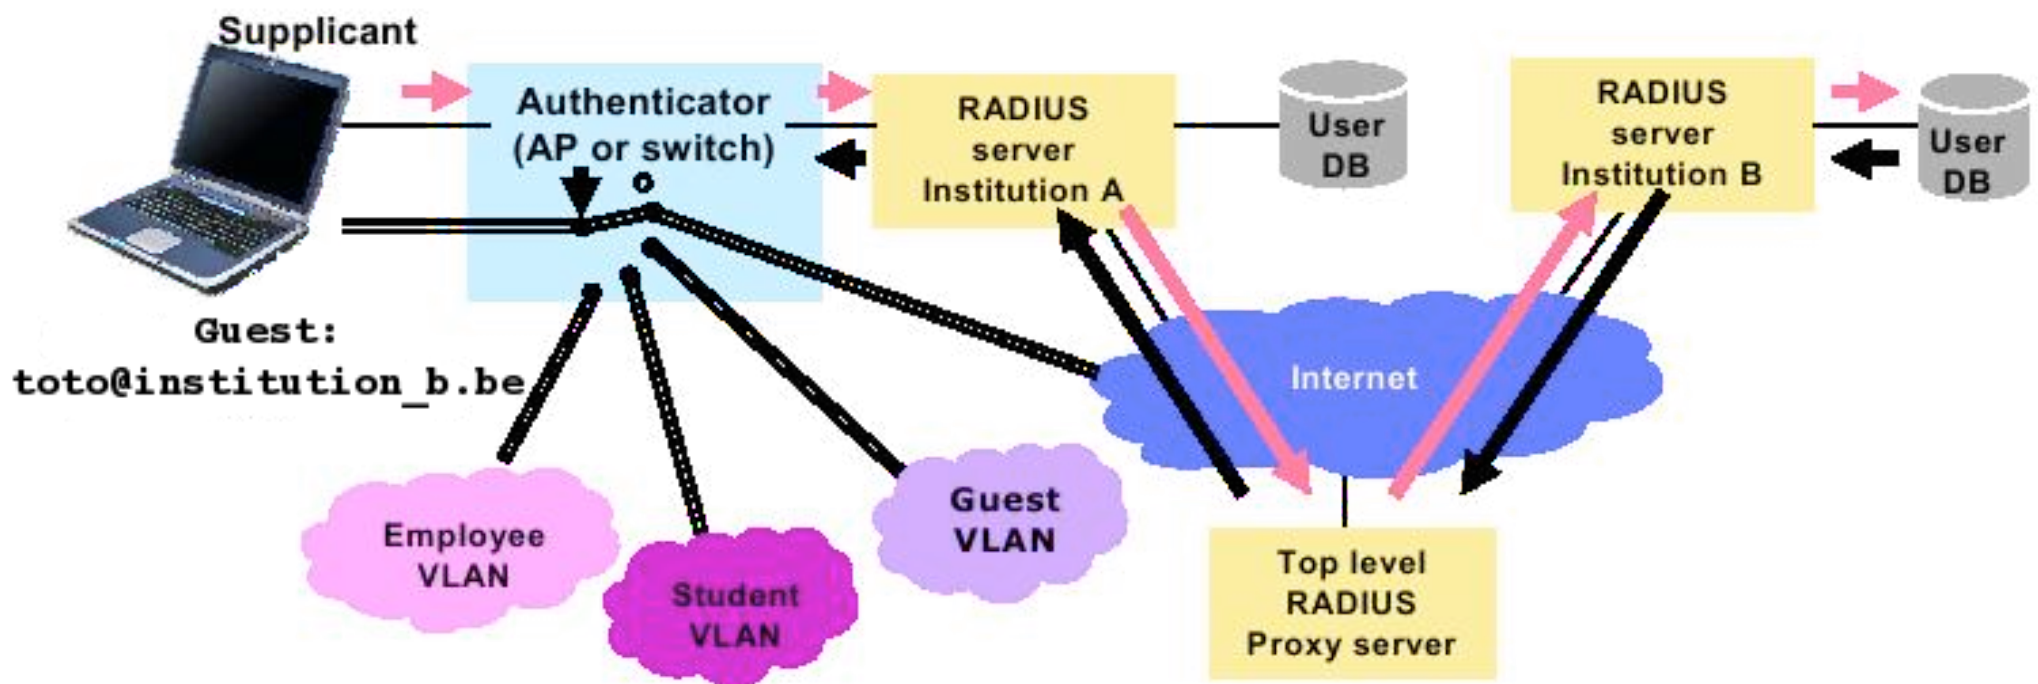 Supplicant
Authenticator
(AP or switch)
RADIUS
server
Institution A
User
DB
RADIUS
server
Institution B
User
DB
Guest:
toto@institution_b.be
Internet
Employee
VLAN
Student
VLAN
Guest
VLAN
Top level
RADIUS
Proxy server